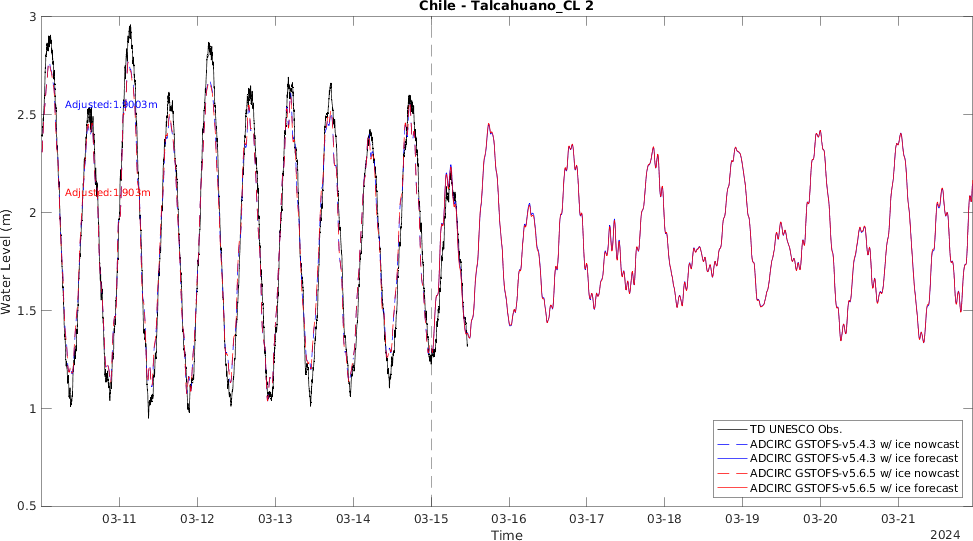 Chile - Talcahuano_CL 2
Water Level (m)
3
2.5
2
1.5
1
0.5
Adjusted:1.9003m
Adjusted:1.903m
TD UNESCO Obs.
ADCIRC GSTOFS-v5.4.3 w/ ice nowcast
ADCIRC GSTOFS-v5.4.3 w/ ice forecast
ADCIRC GSTOFS-v5.6.5 w/ ice nowcast
ADCIRC GSTOFS-v5.6.5 w/ ice forecast
03-11 03-12 03-13 03-14 03-15 03-16 03-17 03-18 03-19 03-20 03-21
Time
2024